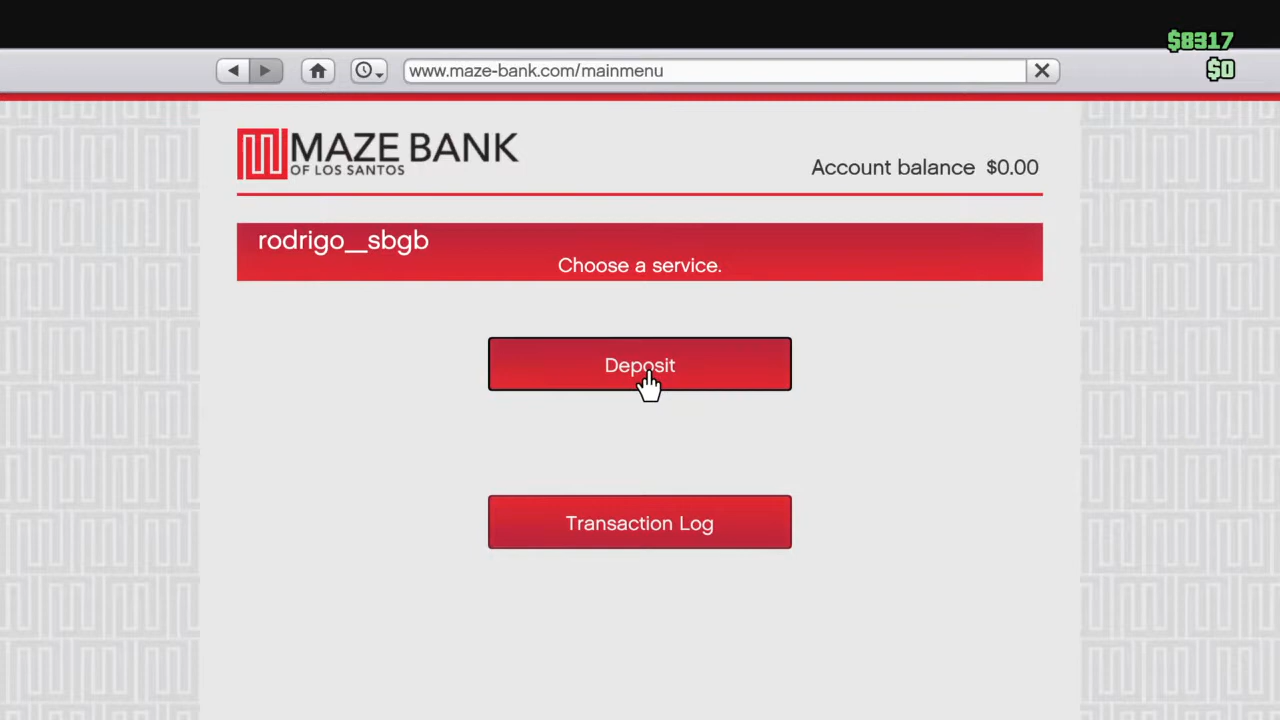 $8317
$0
www.maze-bank.com/mainmenu
MAZE BANK
OF LOS SANTOS
Account balance $0.00
rodrigo__sbgb
Choose a service.
Deposit
Transaction Log